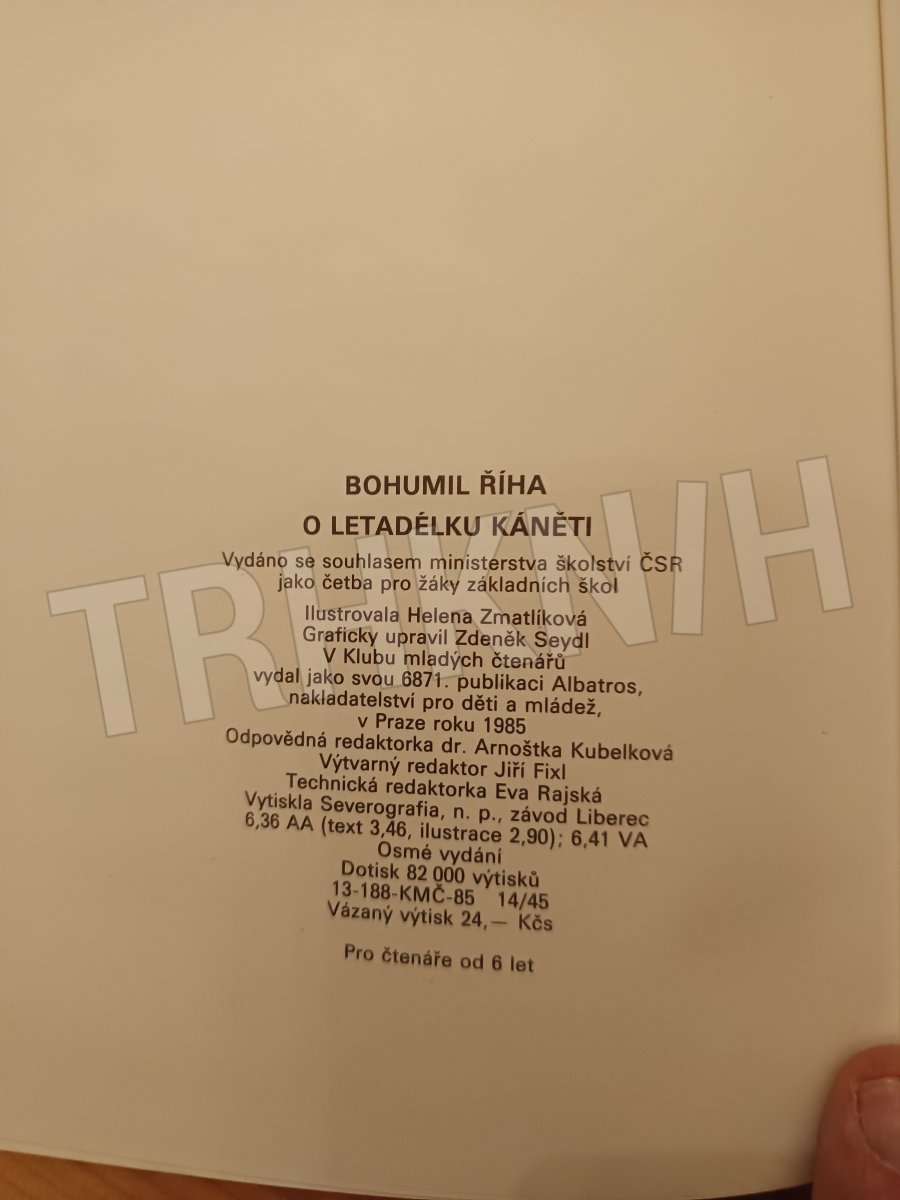 BOHUMIL ŘÍHA
O LETADÉLKU KÁNĚTI
Vydáno se souhlasem ministerstva školství ČSR
jako četba pro žáky základních škol
Ilustrovala Helena Zmatlíková
Graficky upravil Zdeněk Seydl
V Klubu mladých čtenářů
vydal jako svou 6871. publikaci Albatros,
nakladatelství pro děti a mládež,
v Praze roku 1985
Odpovědná redaktorka dr. Arnoštka Kubelková
Výtvarný redaktor Jiří Fixl
Technická redaktorka Eva Rajská
Vytiskla Severografia, n. p., závod Liberec
6,36 AA (text 3,46, ilustrace 2,90); 6,41 VA
Osmé vydání
Dotisk 82 000 výtisků
13-188-KMČ-85 14/45
Vázaný výtisk 24,— Kčs
Pro čtenáře od 6 let
TRHKNIH